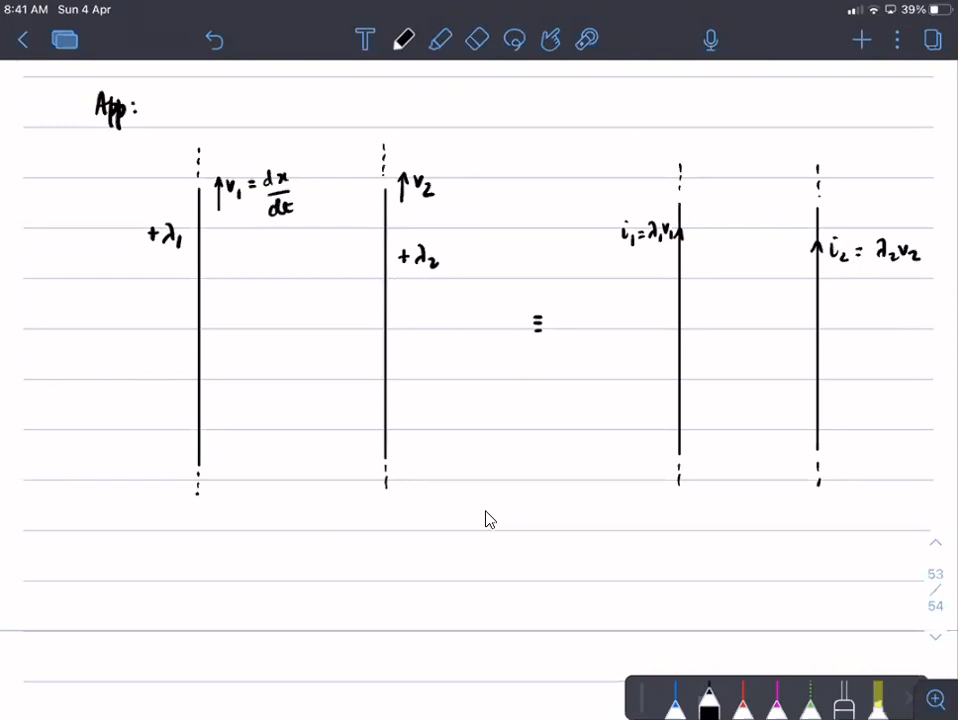 8:41 AM Sun 4 Apr 39%
T
App:
v₁ = dx/dt
v₂
+λ₁
+λ₂
i₁=λ₁v₁
i₂= λ₂v₂
≡
53
/
54